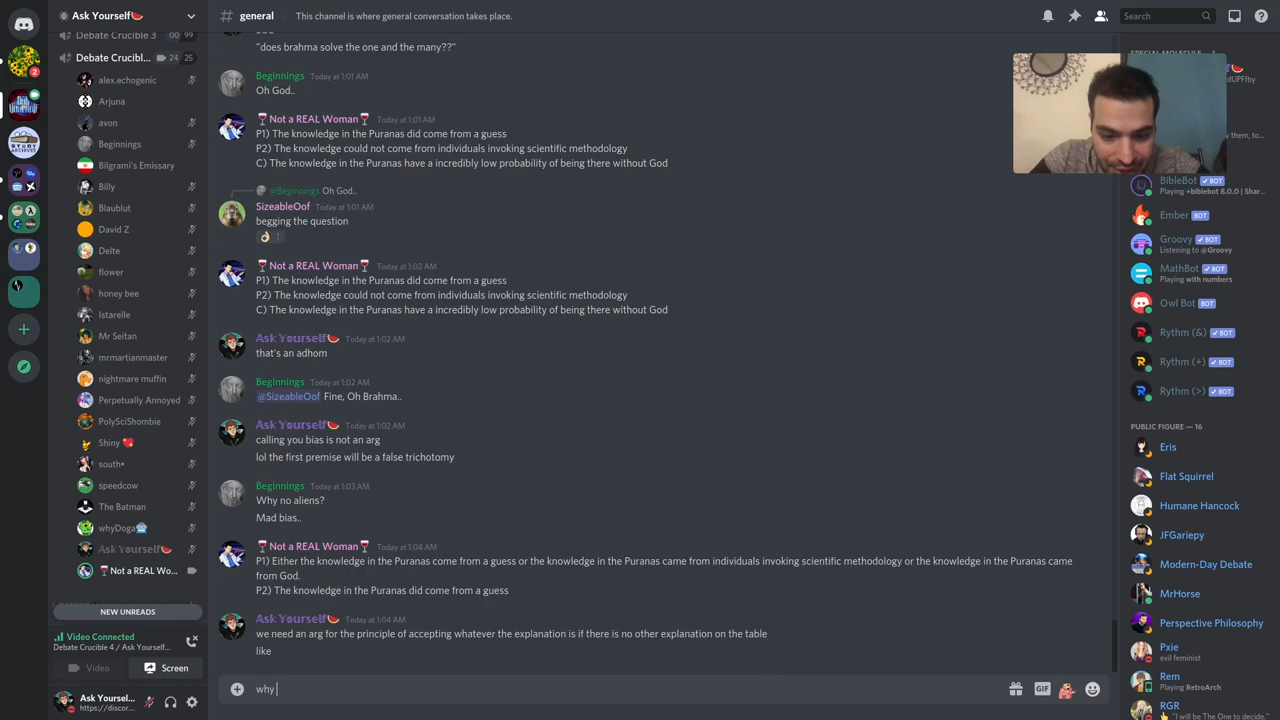 Ask Yourself🍉
# general
This channel is where general conversation takes place.
Search
Debate Crucible 3
00 99
Debate Crucibl...
24 25
alex.echogenic
Arjuna
avon
Beginnings
Bilgrami's Emissary
Billy
Blaublut
David Z
Delte
flower
honey bee
Istarelle
Mr Seitan
mrmartianmaster
nightmare muffin
Perpetually Annoyed
PolySciShombie
Shiny 💘
south•
speedcow
The Batman
whyDoga
Ask Yourself🍉
🍷Not a REAL Wo...
NEW UNREADS
Video Connected
Debate Crucible 4 / Ask Yourself...
Video
Screen
Ask Yoursel...
https://discor...
2
"does brahma solve the one and the many??"
Beginnings Today at 1:01 AM
Oh God..
🍷Not a REAL Woman🍷 Today at 1:01 AM
P1) The knowledge in the Puranas did come from a guess
P2) The knowledge could not come from individuals invoking scientific methodology
C) The knowledge in the Puranas have a incredibly low probability of being there without God
@Beginnings Oh God..
SizeableOof Today at 1:01 AM
begging the question
👌 1
🍷Not a REAL Woman🍷 Today at 1:02 AM
P1) The knowledge in the Puranas did come from a guess
P2) The knowledge could not come from individuals invoking scientific methodology
C) The knowledge in the Puranas have a incredibly low probability of being there without God
Ask Yourself🍉 Today at 1:02 AM
that's an adhom
Beginnings Today at 1:02 AM
@SizeableOof Fine, Oh Brahma..
Ask Yourself🍉 Today at 1:02 AM
calling you bias is not an arg
lol the first premise will be a false trichotomy
Beginnings Today at 1:03 AM
Why no aliens?
Mad bias..
🍷Not a REAL Woman🍷 Today at 1:04 AM
P1) Either the knowledge in the Puranas come from a guess or the knowledge in the Puranas came from individuals invoking scientific methodology or the knowledge in the Puranas came
from God.
P2) The knowledge in the Puranas did come from a guess
Ask Yourself🍉 Today at 1:04 AM
we need an arg for the principle of accepting whatever the explanation is if there is no other explanation on the table
like
why
GIF
BibleBot BOT
Playing +biblebot 8.0.0 | Shar...
Ember BOT
Groovy BOT
Listening to @Groovy
MathBot BOT
Playing with numbers
Owl Bot BOT
Rythm (&) BOT
Rythm (+) BOT
Rythm (>) BOT
PUBLIC FIGURE — 16
Eris
Flat Squirrel
Humane Hancock
JFGariepy
Modern-Day Debate
MrHorse
Perspective Philosophy
Pxie
evil feminist
Rem
Playing RetroArch
RGR
"I will be The One to decide."